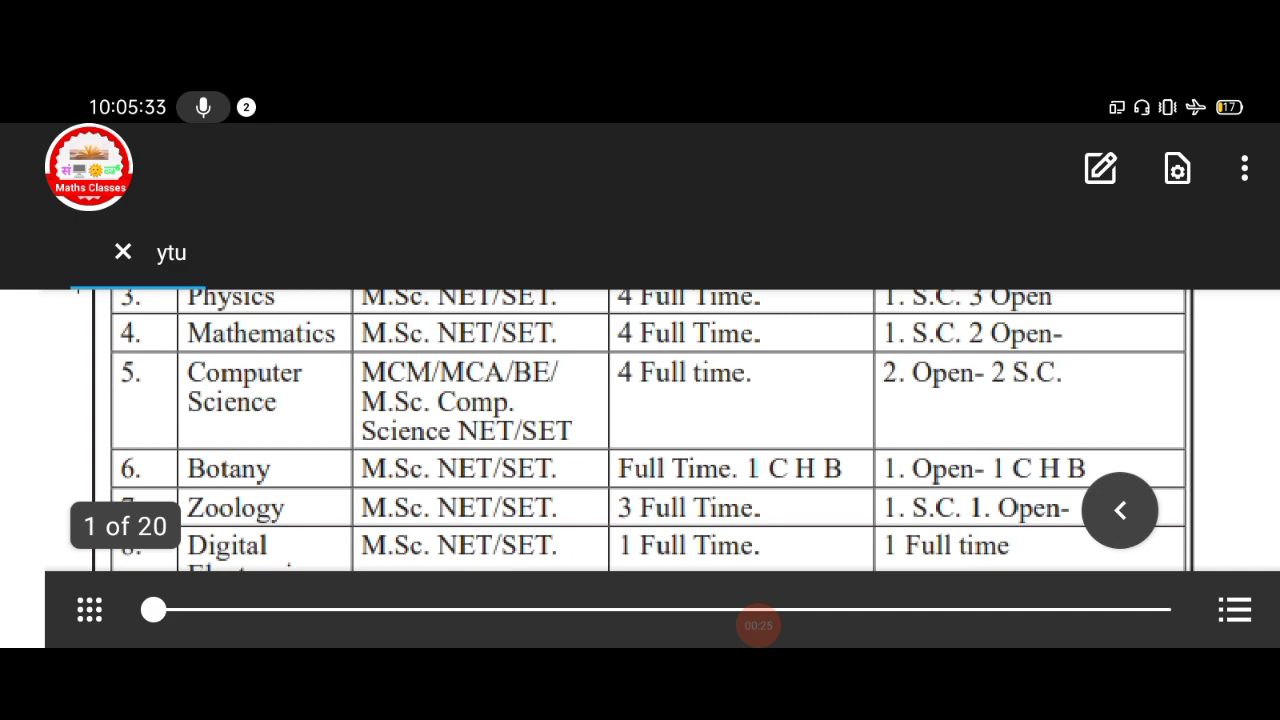 10:05:33 2 17
Maths Classes
ytu
3. Physics M.Sc. NET/SET. 4 Full Time. 1. S.C. 3 Open
4. Mathematics M.Sc. NET/SET. 4 Full Time. 1. S.C. 2 Open-
5. Computer MCM/MCA/BE/ 4 Full time. 2. Open- 2 S.C.
Science M.Sc. Comp.
Science NET/SET
6. Botany M.Sc. NET/SET. Full Time. 1 C H B 1. Open- 1 C H B
Zoology M.Sc. NET/SET. 3 Full Time. 1. S.C. 1. Open-
1 of 20
Digital M.Sc. NET/SET. 1 Full Time. 1 Full time
00:25